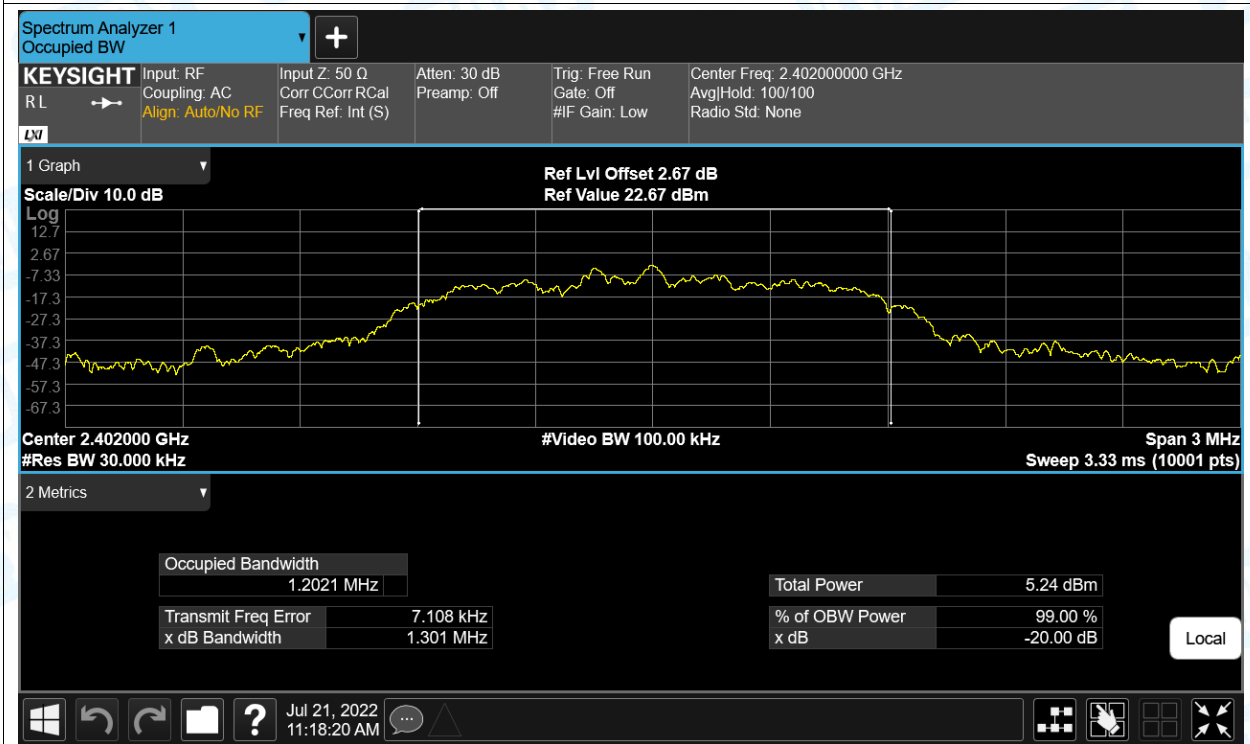 Spectrum Analyzer 1
Occupied BW
KEYSIGHT Input: RF Input Z: 50 Ω Atten: 30 dB Trig: Free Run Center Freq: 2.402000000 GHz
R L Coupling: AC Corr CCorr RCal Preamp: Off Gate: Off Avg|Hold: 100/100
Align: Auto/No RF Freq Ref: Int (S) #IF Gain: Low Radio Std: None
LXI
1 Graph
Ref Lvl Offset 2.67 dB
Scale/Div 10.0 dB Ref Value 22.67 dBm
Log
12.7
2.67
-7.33
-17.3
-27.3
-37.3
-47.3
-57.3
-67.3
Center 2.402000 GHz #Video BW 100.00 kHz Span 3 MHz
#Res BW 30.000 kHz Sweep 3.33 ms (10001 pts)
2 Metrics
Occupied Bandwidth
1.2021 MHz Total Power 5.24 dBm
Transmit Freq Error 7.108 kHz % of OBW Power 99.00 %
x dB Bandwidth 1.301 MHz x dB -20.00 dB
Local
? Jul 21, 2022
11:18:20 AM